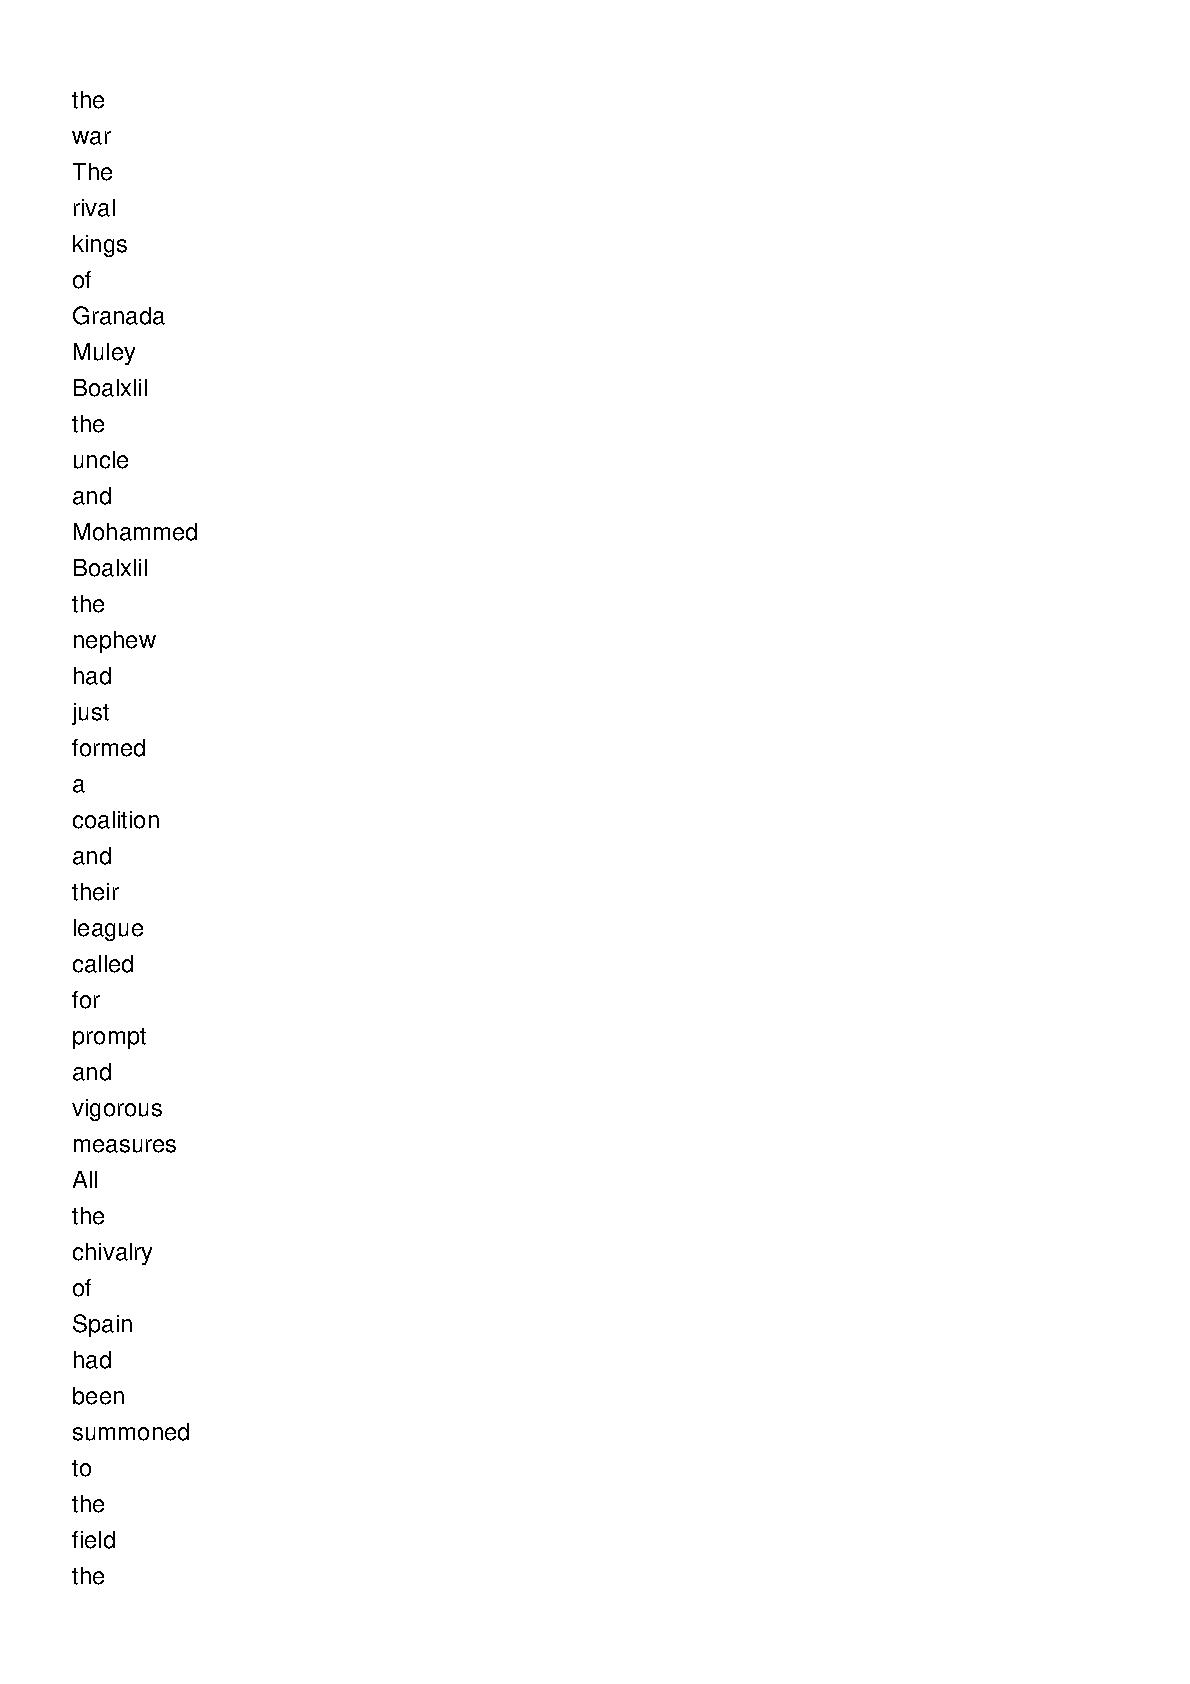 the
war
The
rival
kings
of
Granada
Muley
Boalxlil
the
uncle
and
Mohammed
Boalxlil
the
nephew
had
just
formed
a
coalition
and
their
league
called
for
prompt
and
vigorous
measures
All
the
chivalry
of
Spain
had
been
summoned
to
the
field
the